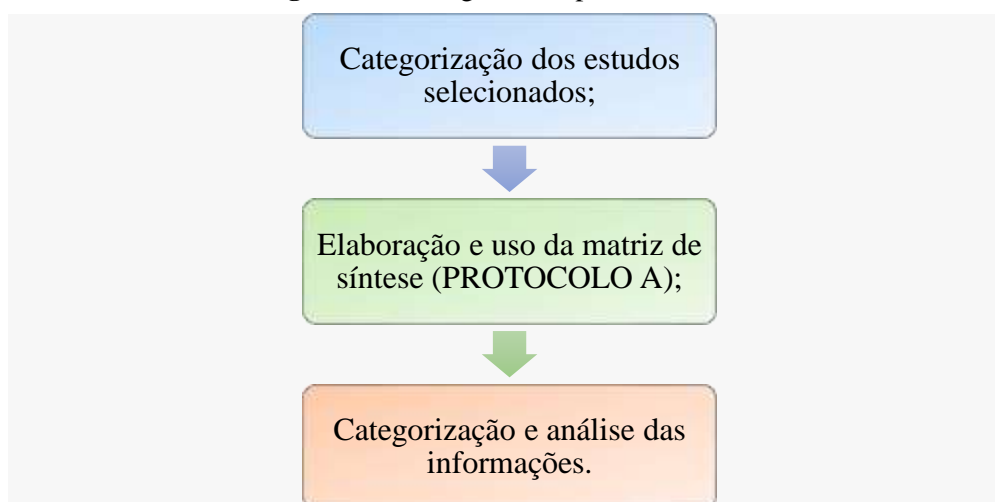 Categorização dos estudos
selecionados;
Elaboração e uso da matriz de
síntese (PROTOCOLO A);
Categorização e análise das
informações.